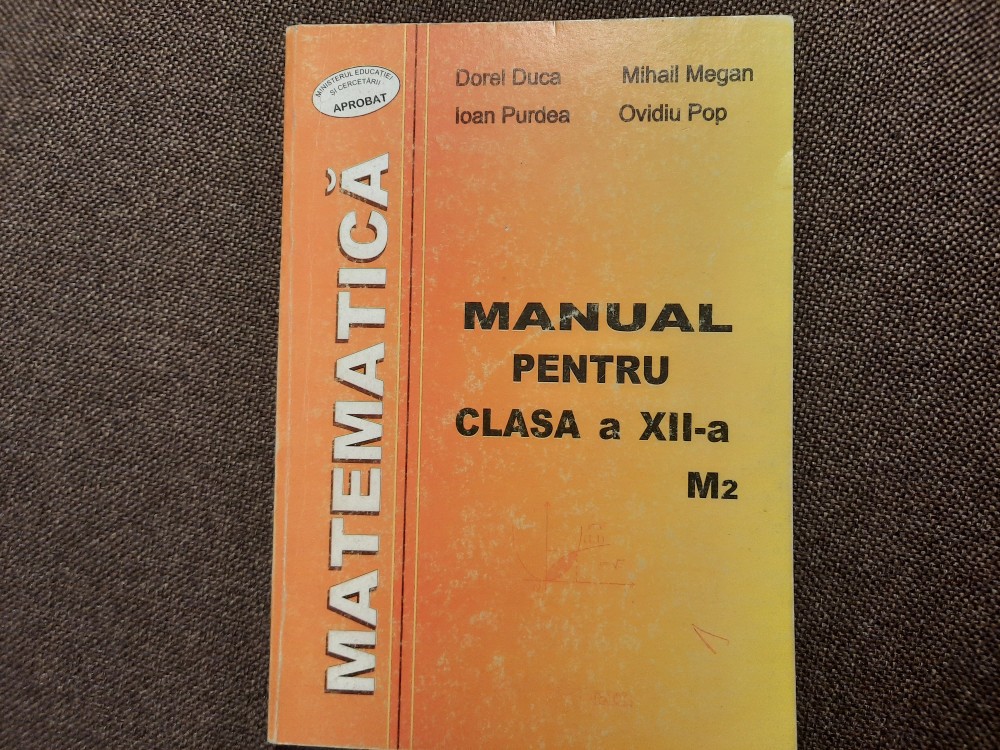 MINISTERUL EDUCAȚIEI
ȘI CERCETĂRII
APROBAT
Dorel Duca Mihail Megan
Ioan Purdea Ovidiu Pop
MATEMATICĂ
MANUAL
PENTRU
CLASA a XII-a
M2